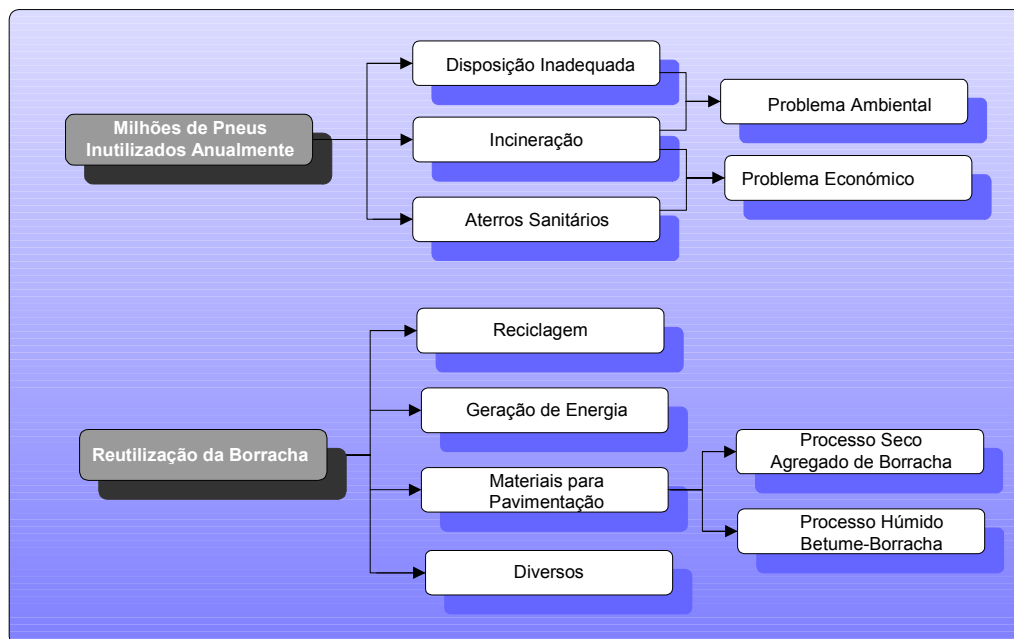 Disposição Inadequada
Problema Ambiental
Milhões de Pneus
Inutilizados Anualmente
Incineração
Problema Económico
Aterros Sanitários
Reciclagem
Geração de Energia
Reutilização da Borracha
Materiais para
Pavimentação
Processo Seco
Agregado de Borracha
Processo Húmido
Betume-Borracha
Diversos